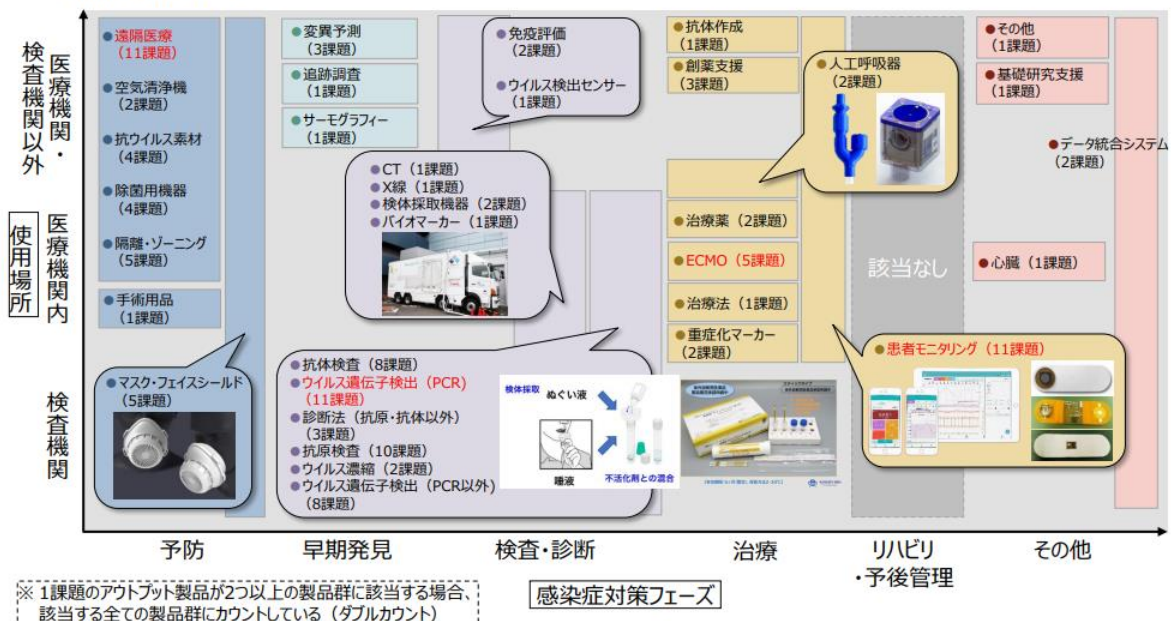 医療機関・
検査機関以外
医療機関内
検査機関
使用場所
●遠隔医療
(11課題)
●空気清浄機
(2課題)
●抗ウイルス素材
(4課題)
●除菌用機器
(4課題)
●隔離・ゾーニング
(5課題)
●手術用品
(1課題)
●マスク・フェイスシールド
(5課題)
●変異予測
(3課題)
●追跡調査
(1課題)
●サーモグラフィー
(1課題)
●免疫評価
(2課題)
●ウイルス検出センサー
(1課題)
●CT(1課題)
●X線(1課題)
●検体採取機器(2課題)
●バイオマーカー(1課題)
●抗体検査(8課題)
●ウイルス遺伝子検出(PCR)
(11課題)
●診断法(抗原・抗体以外)
(3課題)
●抗原検査(10課題)
●ウイルス濃縮(2課題)
●ウイルス遺伝子検出(PCR以外)
(8課題)
検体採取
ぬぐい液
唾液
不活化剤との混合
●抗体作成
(1課題)
●創薬支援
(3課題)
●人工呼吸器
(2課題)
●治療薬(2課題)
●ECMO(5課題)
●治療法(1課題)
●重症化マーカー
(2課題)
●患者モニタリング(11課題)
該当なし
●その他
(1課題)
●基礎研究支援
(1課題)
●データ統合システム
(2課題)
●心臓(1課題)
予防
早期発見
検査・診断
治療
リハビリ
・予後管理
その他
感染症対策フェーズ
※ 1課題のアウトプット製品が2つ以上の製品群に該当する場合、
該当する全ての製品群にカウントしている(ダブルカウント)